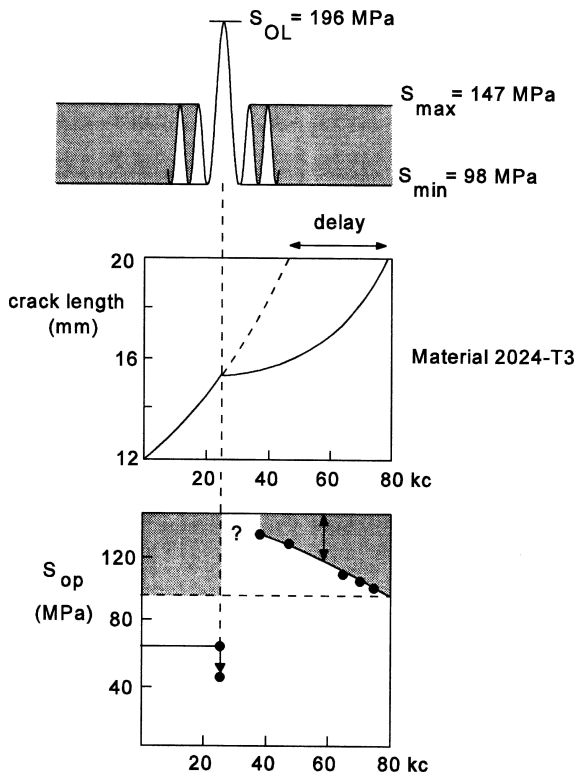 S_OL = 196 MPa
S_max = 147 MPa
S_min = 98 MPa
delay
20
crack length
(mm)
16
Material 2024-T3
12
20 40 60 80 kc
?
120
S_op
80
(MPa)
40
20 40 60 80 kc